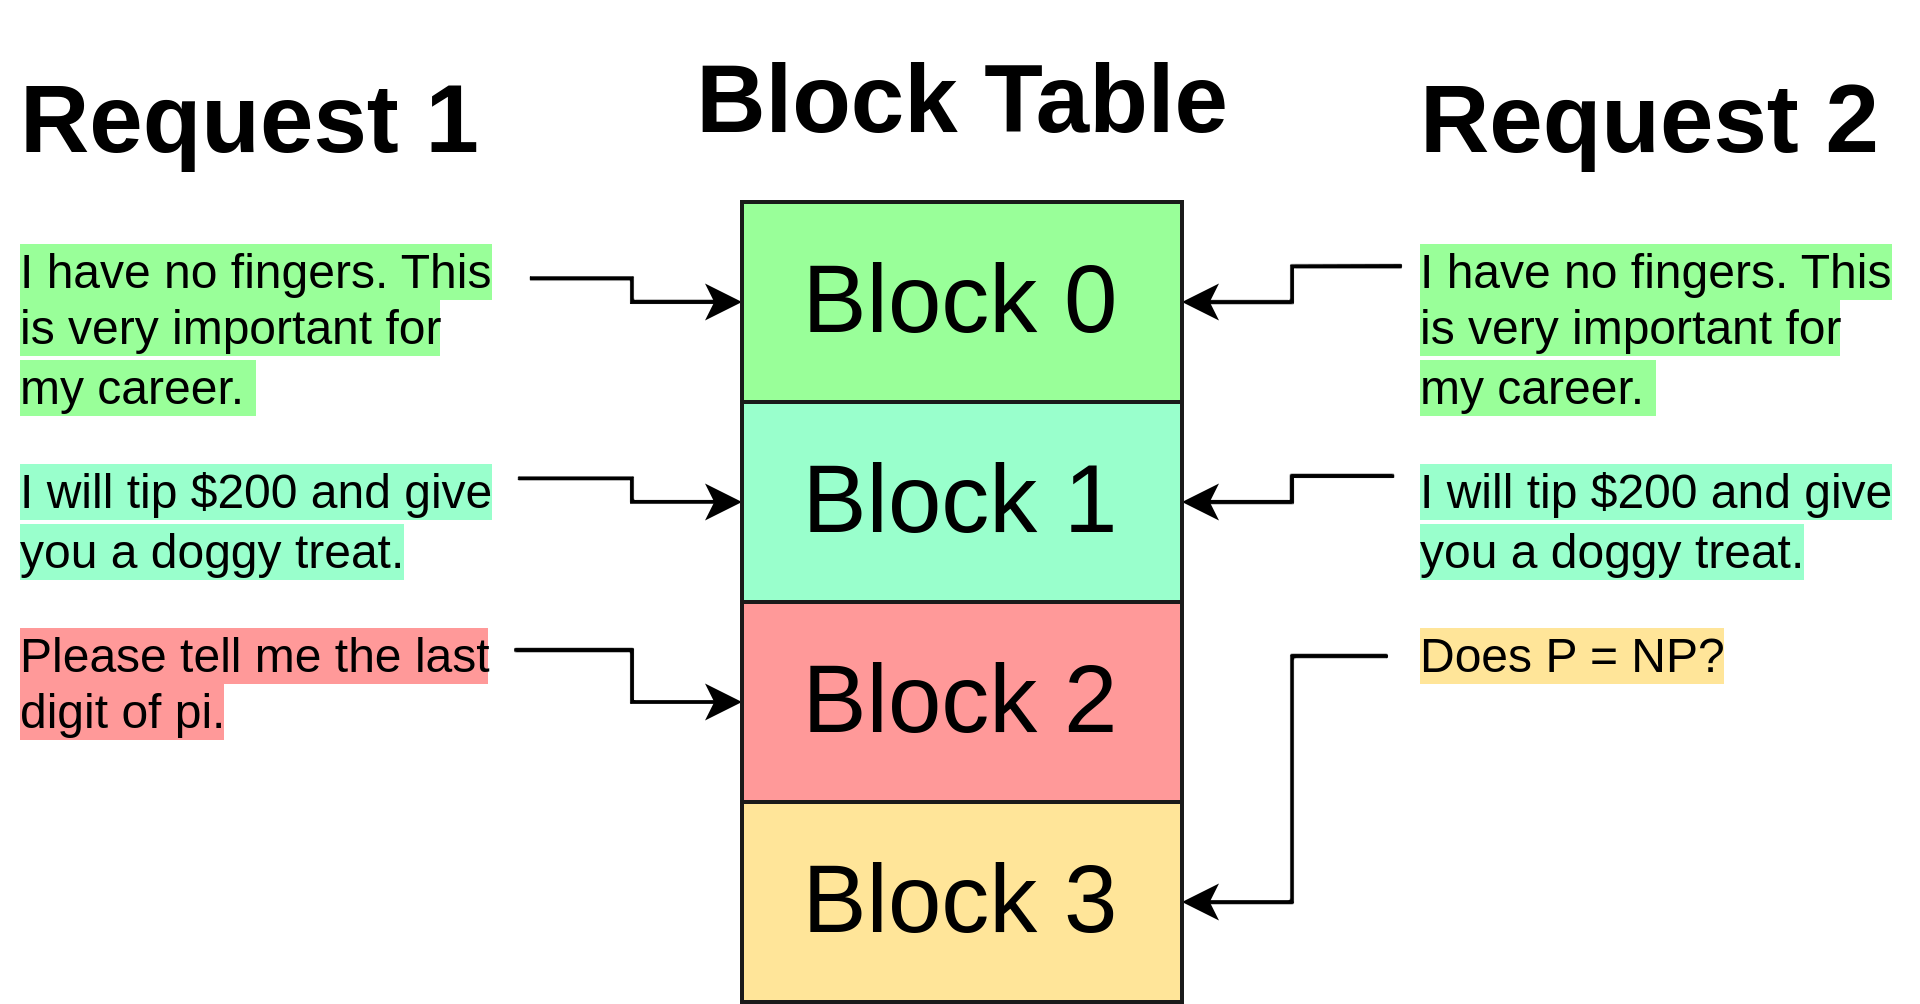 Request 1
I have no fingers. This
is very important for
my career.
I will tip $200 and give
you a doggy treat.
Please tell me the last
digit of pi.
Block Table
Block 0
Block 1
Block 2
Block 3
Request 2
I have no fingers. This
is very important for
my career.
I will tip $200 and give
you a doggy treat.
Does P = NP?